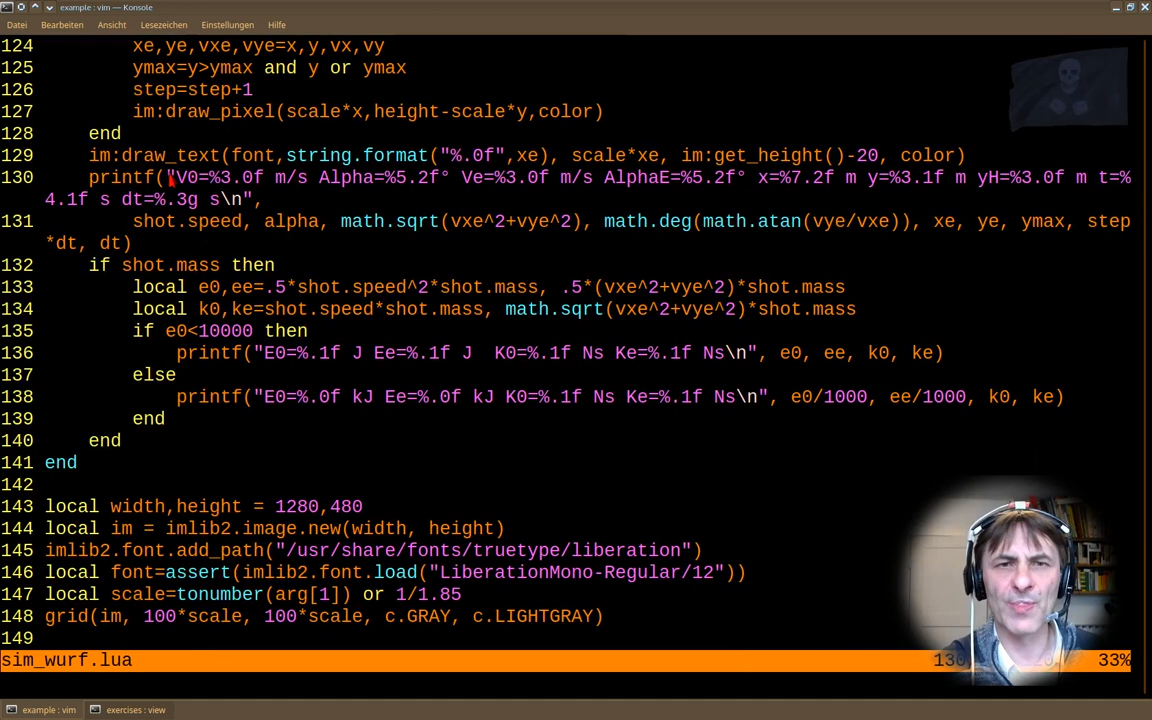 example : vim — Konsole
Datei Bearbeiten Ansicht Lesezeichen Einstellungen Hilfe
124 xe,ye,vxe,vye=x,y,vx,vy
125 ymax=y>ymax and y or ymax
126 step=step+1
127 im:draw_pixel(scale*x,height-scale*y,color)
128 end
129 im:draw_text(font,string.format("%.0f",xe), scale*xe, im:get_height()-20, color)
130 printf("V0=%3.0f m/s Alpha=%5.2f° Ve=%3.0f m/s AlphaE=%5.2f° x=%7.2f m y=%3.1f m yH=%3.0f m t=%
4.1f s dt=%.3g s\n",
131 shot.speed, alpha, math.sqrt(vxe^2+vye^2), math.deg(math.atan(vye/vxe)), xe, ye, ymax, step
*dt, dt)
132 if shot.mass then
133 local e0,ee=.5*shot.speed^2*shot.mass, .5*(vxe^2+vye^2)*shot.mass
134 local k0,ke=shot.speed*shot.mass, math.sqrt(vxe^2+vye^2)*shot.mass
135 if e0<10000 then
136 printf("E0=%.1f J Ee=%.1f J  K0=%.1f Ns Ke=%.1f Ns\n", e0, ee, k0, ke)
137 else
138 printf("E0=%.0f kJ Ee=%.0f kJ K0=%.1f Ns Ke=%.1f Ns\n", e0/1000, ee/1000, k0, ke)
139 end
140 end
141 end
142
143 local width,height = 1280,480
144 local im = imlib2.image.new(width, height)
145 imlib2.font.add_path("/usr/share/fonts/truetype/liberation")
146 local font=assert(imlib2.font.load("LiberationMono-Regular/12"))
147 local scale=tonumber(arg[1]) or 1/1.85
148 grid(im, 100*scale, 100*scale, c.GRAY, c.LIGHTGRAY)
149
sim_wurf.lua 33%
example : vim exercises : view